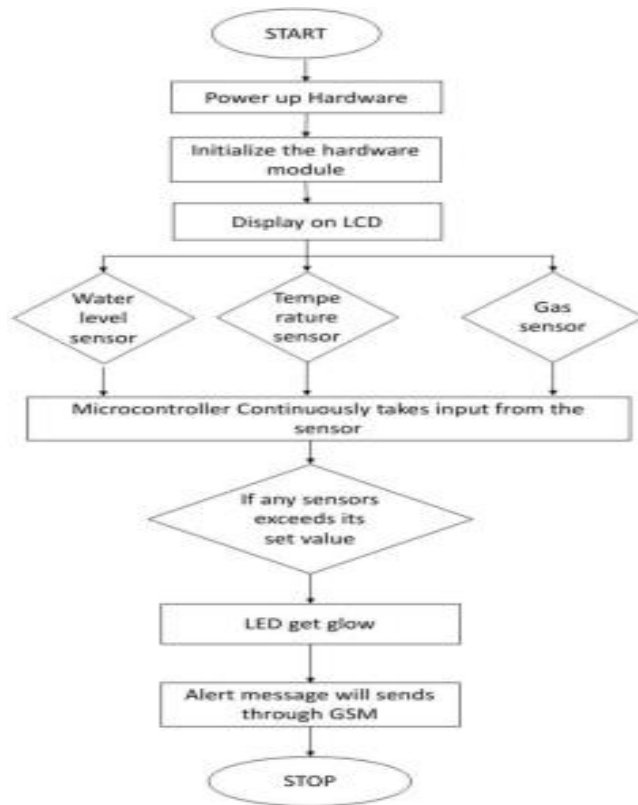 START
Power up Hardware
Initialize the hardware
module
Display on LCD
Water
level
sensor
Tempe
rature
sensor
Gas
sensor
Microcontroller Continuously takes input from the
sensor
If any sensors
exceeds its
set value
LED get glow
Alert message will sends
through GSM
STOP